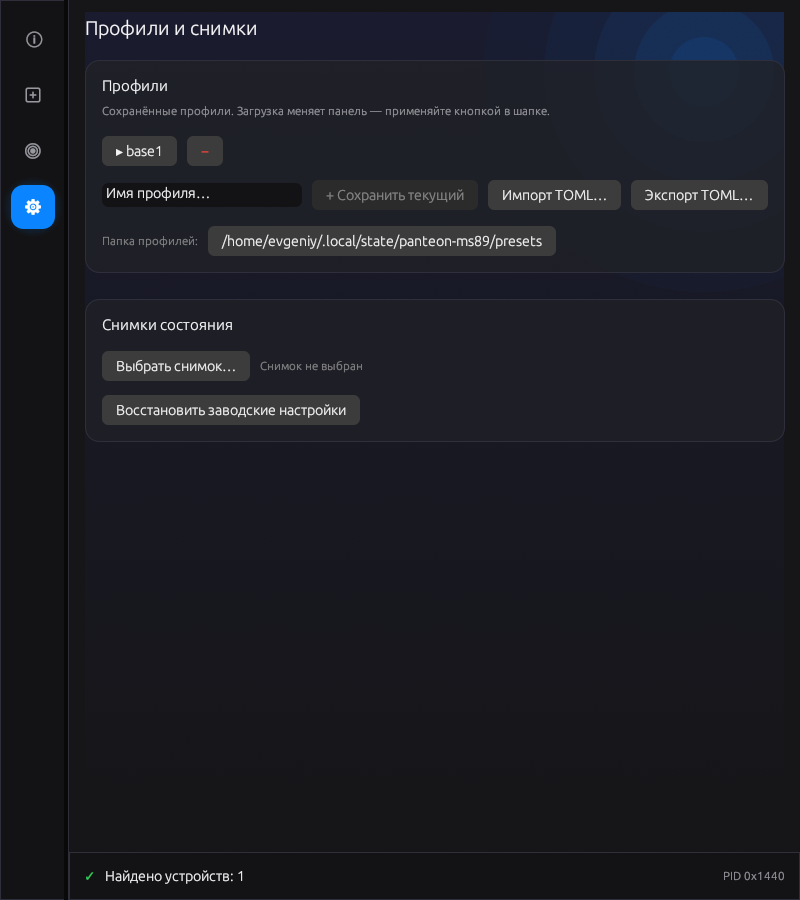 Профили и снимки
Профили
Сохранённые профили. Загрузка меняет панель — применяйте кнопкой в шапке.
▸ base1 −
Имя профиля… + Сохранить текущий Импорт TOML… Экспорт TOML…
Папка профилей: /home/evgeniy/.local/state/panteon-ms89/presets
Снимки состояния
Выбрать снимок… Снимок не выбран
Восстановить заводские настройки
✓ Найдено устройств: 1 PID 0x1440